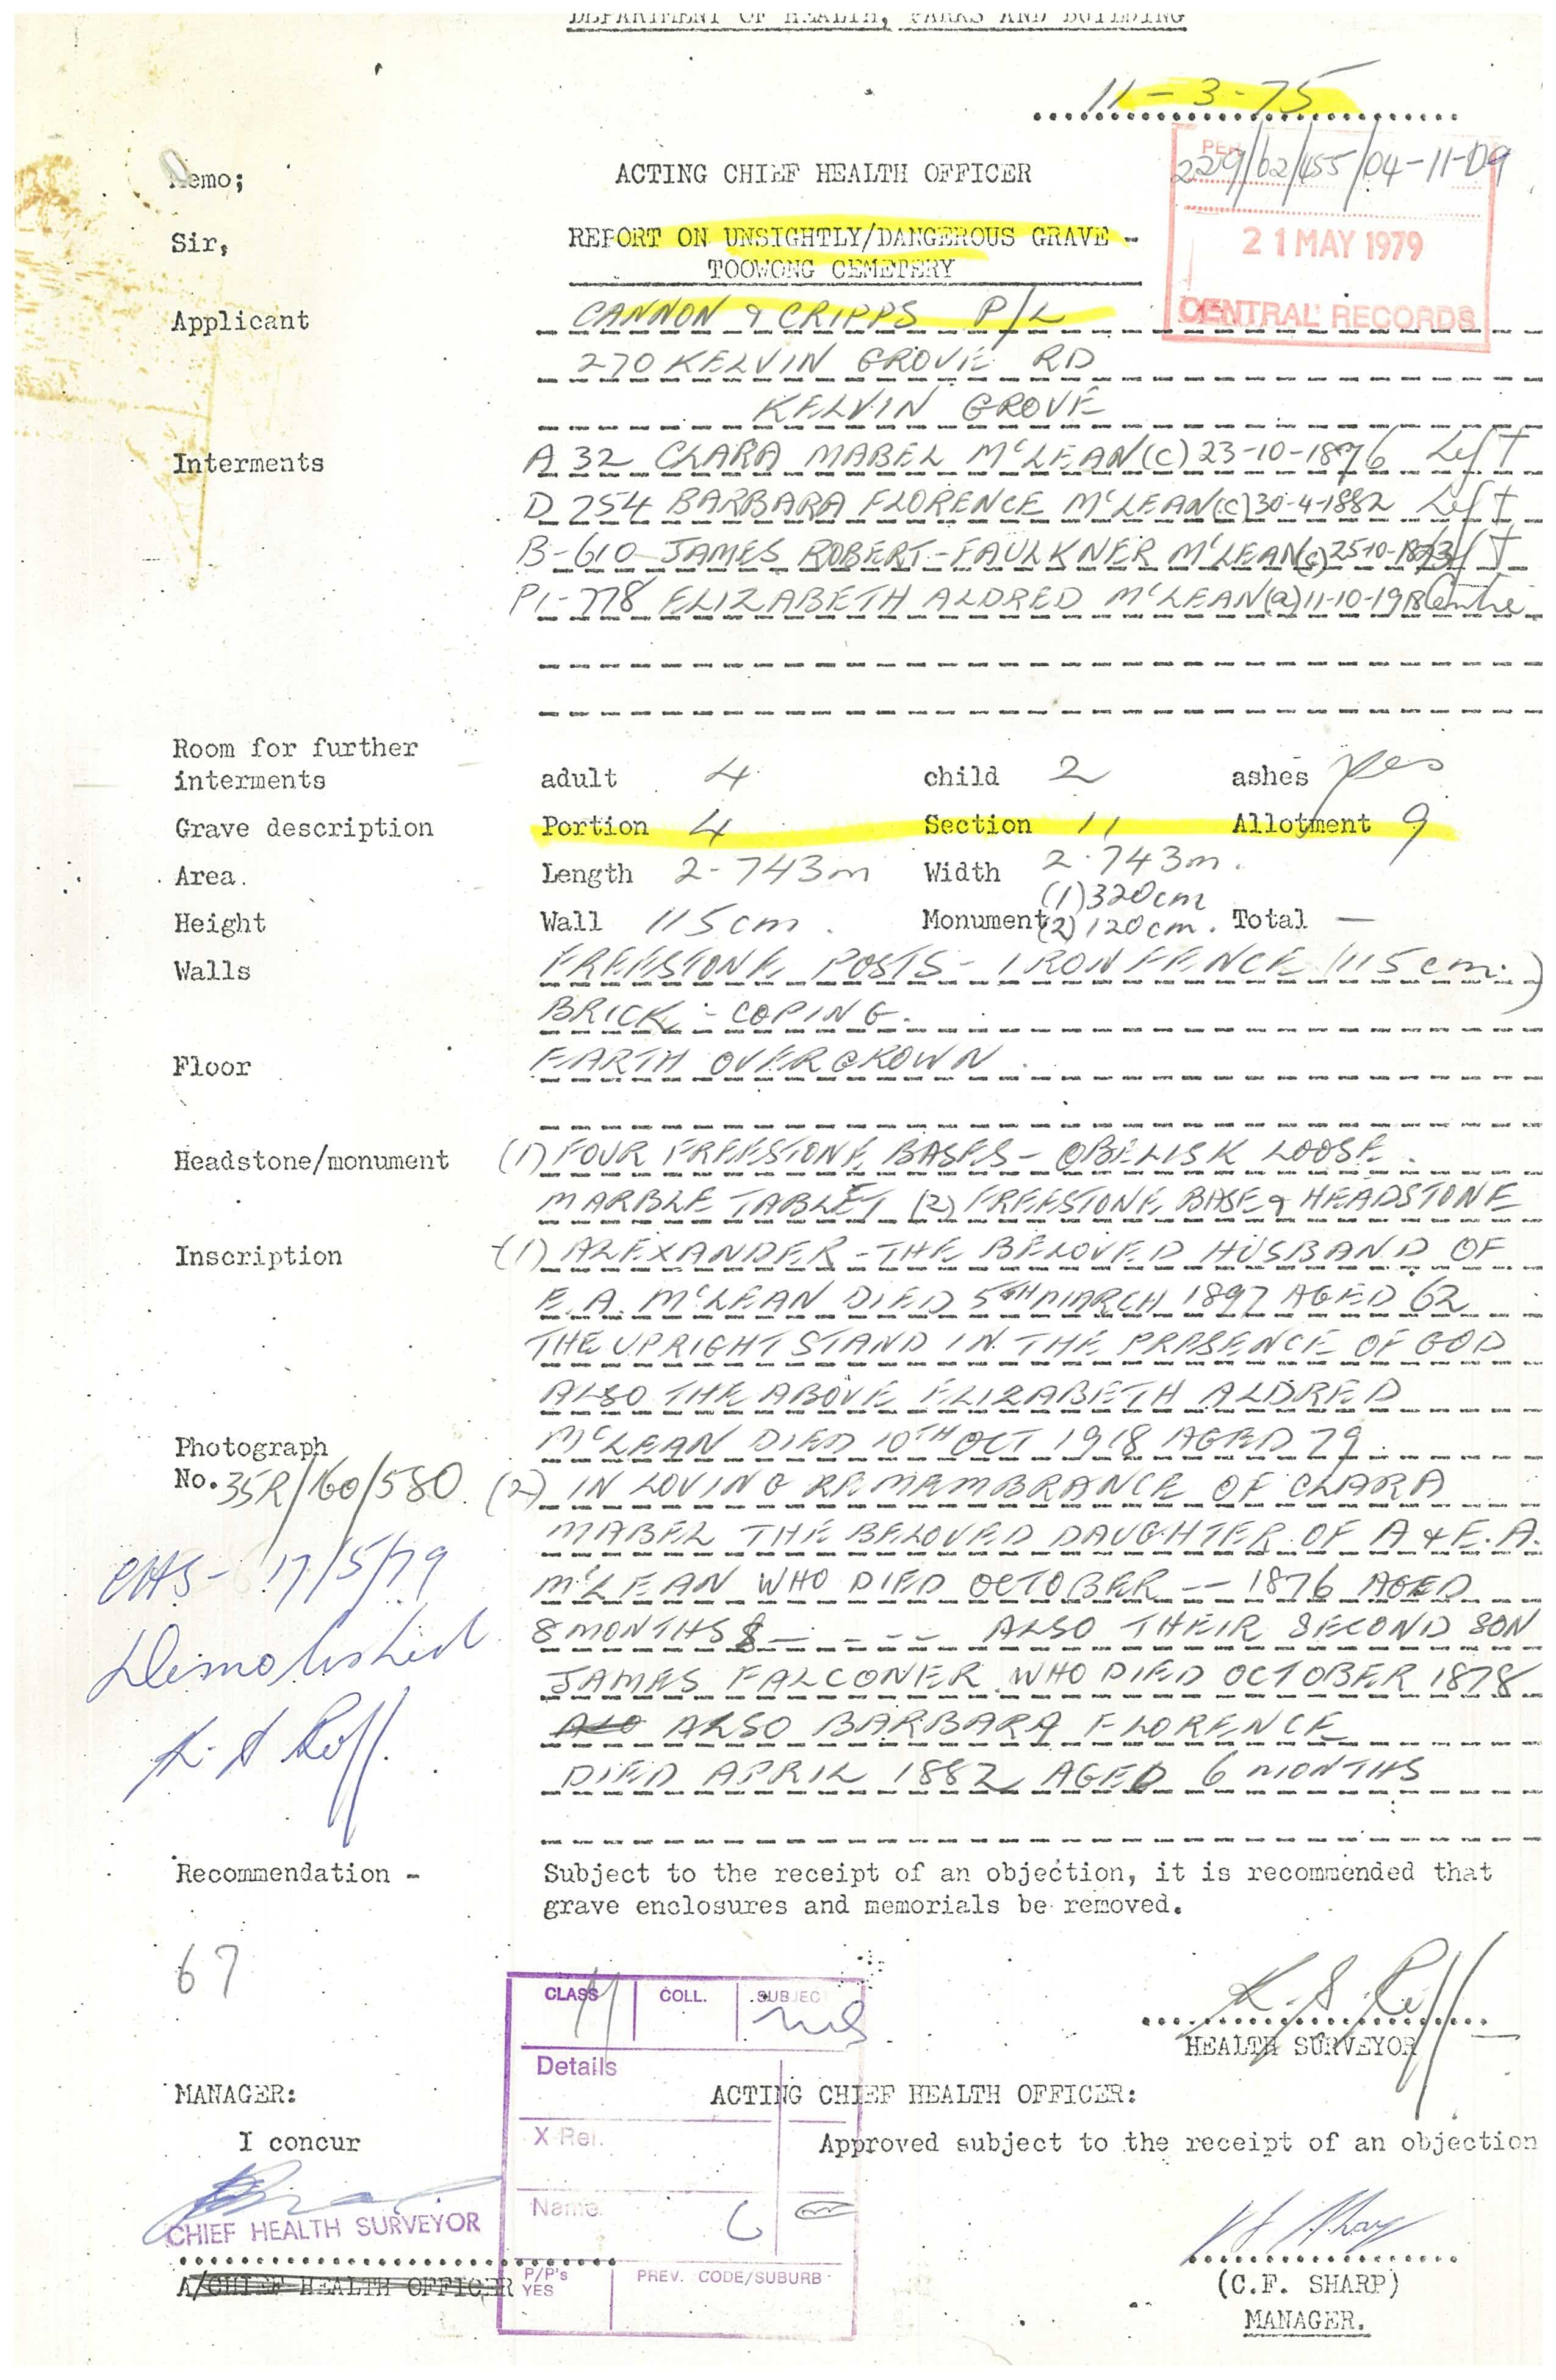 DEPARTMENT OF HEALTH, PARKS AND BUILDING
11-3-75
PER
229/62/455/04-11-09
21 MAY 1979
CENTRAL RECORDS
Memo; ACTING CHIEF HEALTH OFFICER
Sir, REPORT ON UNSIGHTLY/DANGEROUS GRAVE -
TOOWONG CEMETERY
Applicant CANNON & CRIPPS P/L
270 KELVIN GROVE RD
KELVIN GROVE
Interments A 32 CLARA MABEL McLEAN(c) 23-10-1876 Left
D 754 BARBARA FLORENCE McLEAN(c) 30-4-1882 Left
B-610 JAMES ROBERT-FAULKNER McLEAN(c) 25-10- Left
P1-778 ELIZABETH ALDRED McLEAN(a) 11-10-1918 Centre
Room for further
interments adult 4 child 2 ashes yes
Grave description Portion 4 Section 11 Allotment 9
Area. Length 2.743m Width 2.743m.
(1)320cm
Height Wall 115cm. Monument (2)120cm. Total —
Walls FREESTONE POSTS - IRON FENCE (115cm.)
BRICK - COPING.
Floor EARTH OVERGROWN.
Headstone/monument (1) FOUR FREESTONE BASES - OBELISK LOOSE.
MARBLE TABLET (2) FREESTONE BASE & HEADSTONE
Inscription (1) ALEXANDER - THE BELOVED HUSBAND OF
E.A. McLEAN DIED 5TH MARCH 1897 AGED 62
THE UPRIGHT STAND IN THE PRESENCE OF GOD
ALSO THE ABOVE ELIZABETH ALDRED
McLEAN DIED 10TH OCT 1918 AGED 79
Photograph
No. 35R/160/580 (2) IN LOVING REMEMBRANCE OF CLARA
MABEL THE BELOVED DAUGHTER OF A & E.A.
McLEAN WHO DIED OCTOBER -- 1876 AGED
8 MONTHS & - - - - ALSO THEIR SECOND SON
JAMES FALCONER WHO DIED OCTOBER 1878
ALO ALSO BARBARA FLORENCE
DIED APRIL 1882 AGED 6 MONTHS
17/5/79
Demolished
K. S. Roff
Recommendation - Subject to the receipt of an objection, it is recommended that
grave enclosures and memorials be removed.
67
K. S. Roff
HEALTH SURVEYOR
CLASS COLL. SUBJECT
Details
X Ref.
Name
P/P's
YES
PREV. CODE/SUBURB
MANAGER: ACTING CHIEF HEALTH OFFICER:
I concur Approved subject to the receipt of an objection
CHIEF HEALTH SURVEYOR
A/CHIEF HEALTH OFFICER
(C.F. SHARP)
MANAGER.